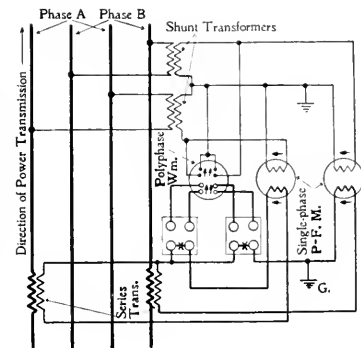 Phase A Phase B
Shunt Transformers
Direction of Power Transmission
Polyphase
Wm.
Single-phase
P-F. M.
Series
Trans.
G.